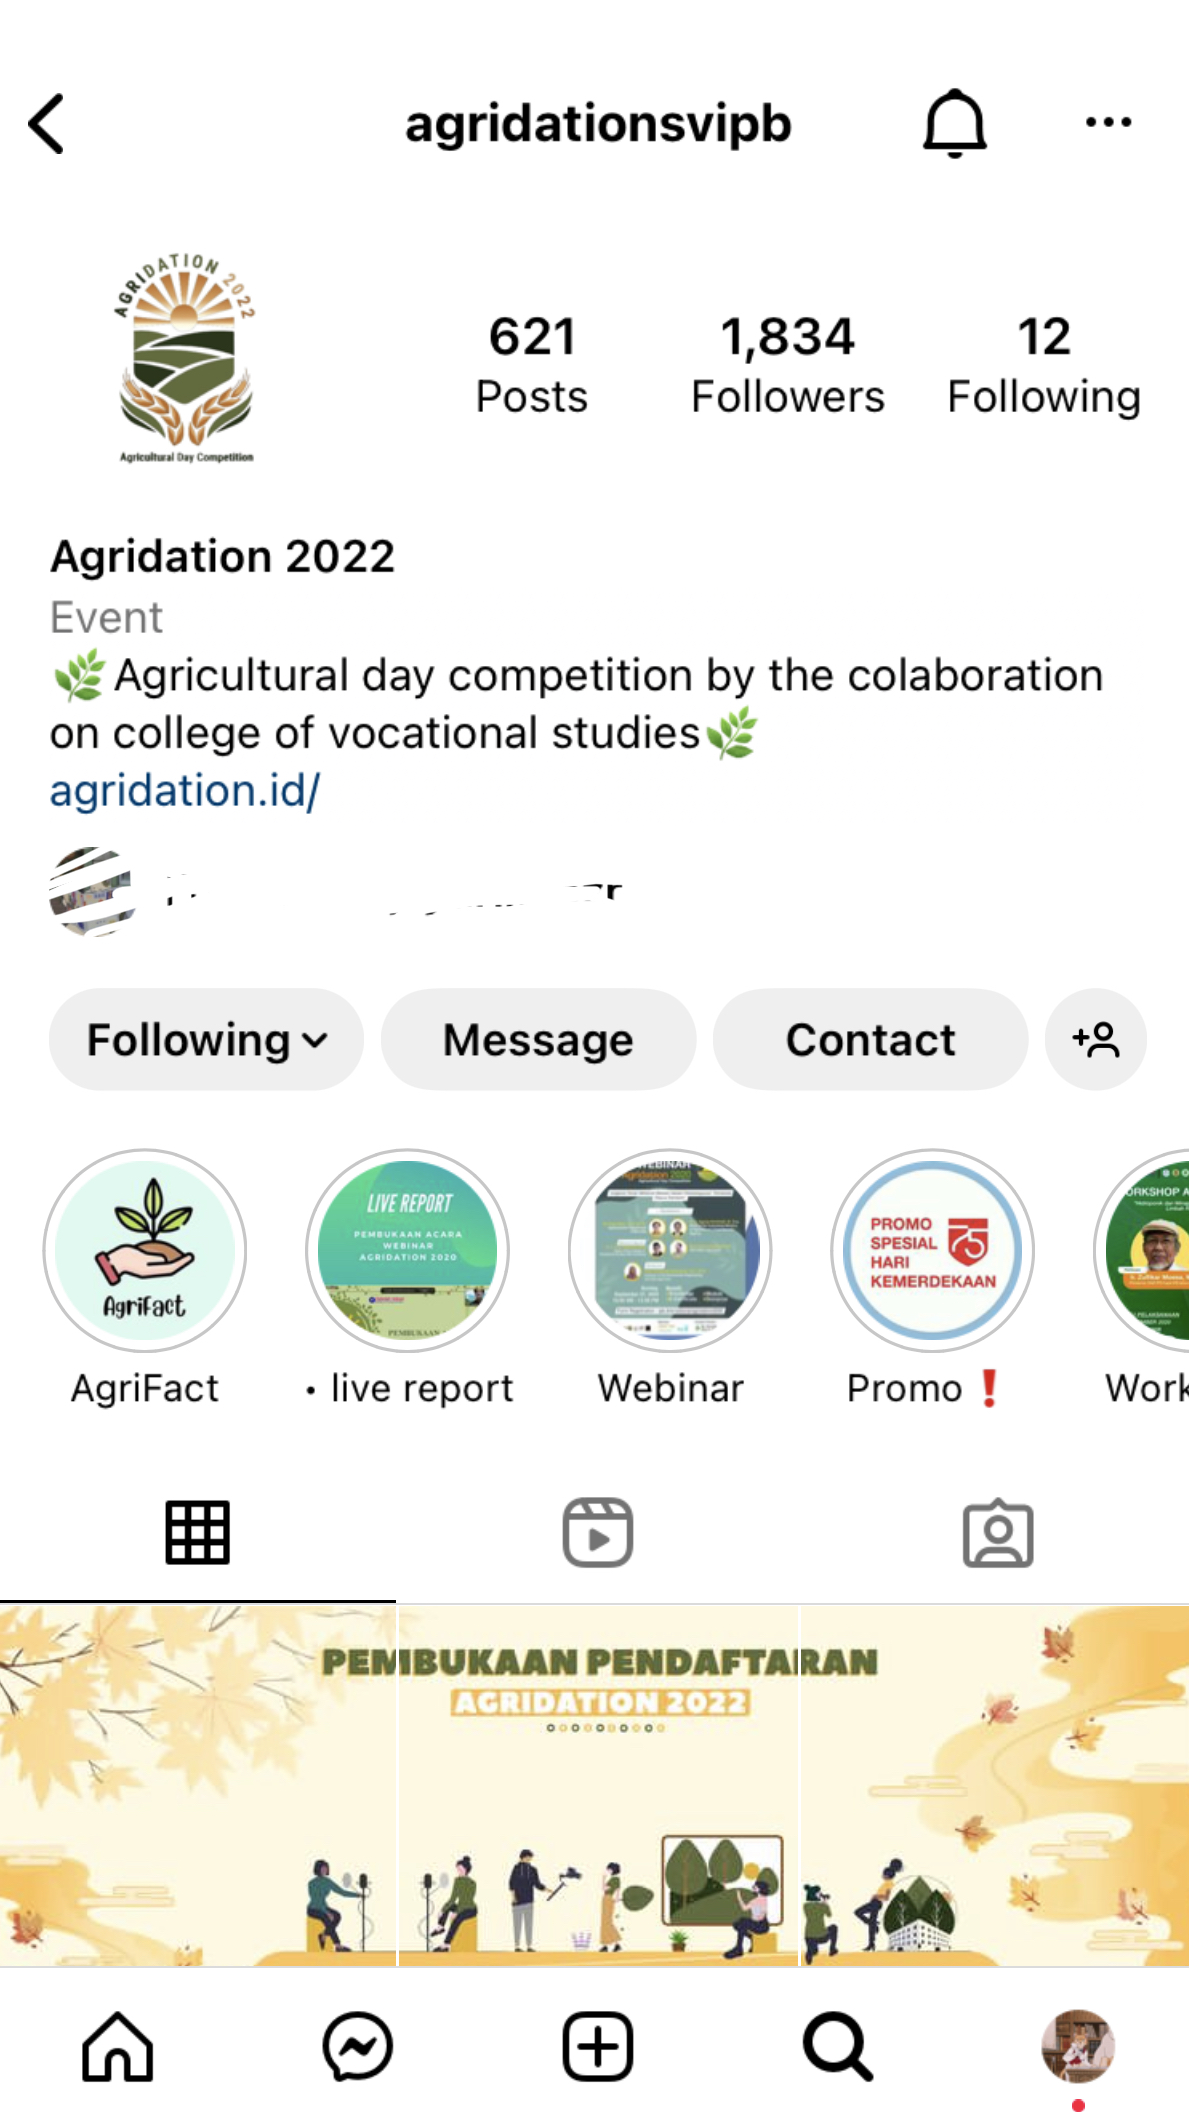 agridationsvipb
AGRIDATION 2022
Agricultural Day Competition
621
Posts
1,834
Followers
12
Following
Agridation 2022
Event
🌿Agricultural day competition by the colaboration
on college of vocational studies🌿
agridation.id/
Following
Message
Contact
AgriFact
LIVE REPORT
PEMBUKAAN ACARA
WEBINAR
AGRIDATION 2020
PEMBUKAAN
WEBINAR
Agridation 2020
PROMO
SPESIAL
HARI
KEMERDEKAAN
75
ORKSHOP A
AgriFact
• live report
Webinar
Promo❗
Work
PEMBUKAAN PENDAFTARAN
AGRIDATION 2022